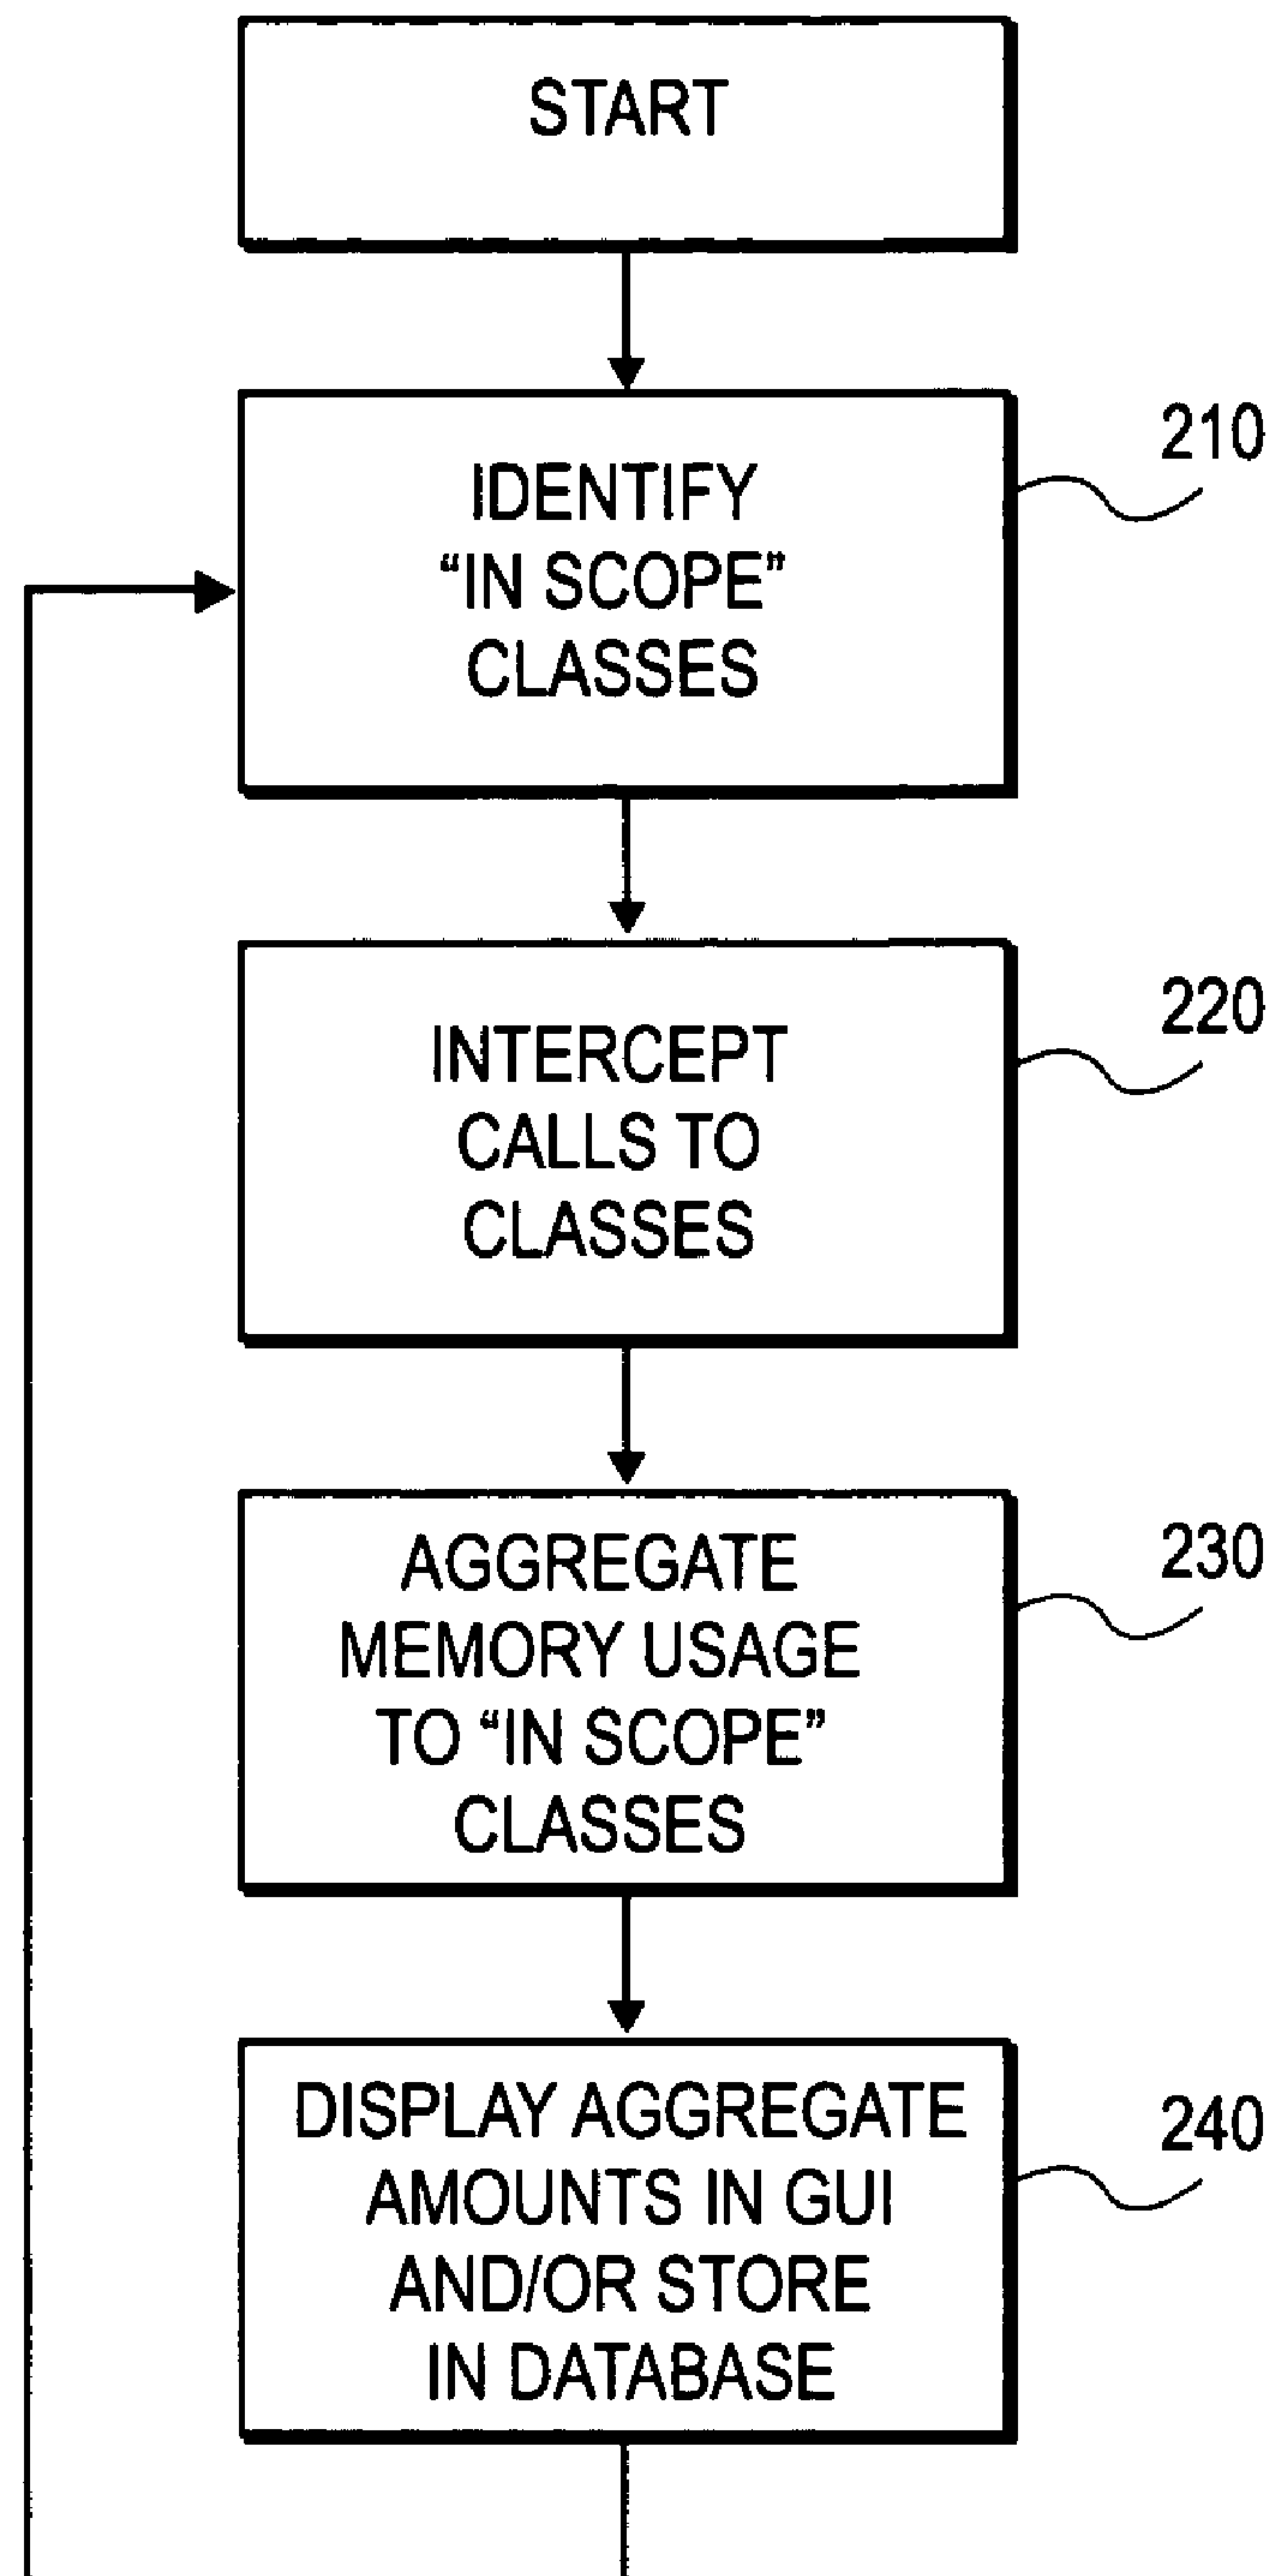 START
210
IDENTIFY
“IN SCOPE”
CLASSES
220
INTERCEPT
CALLS TO
CLASSES
230
AGGREGATE
MEMORY USAGE
TO “IN SCOPE”
CLASSES
240
DISPLAY AGGREGATE
AMOUNTS IN GUI
AND/OR STORE
IN DATABASE